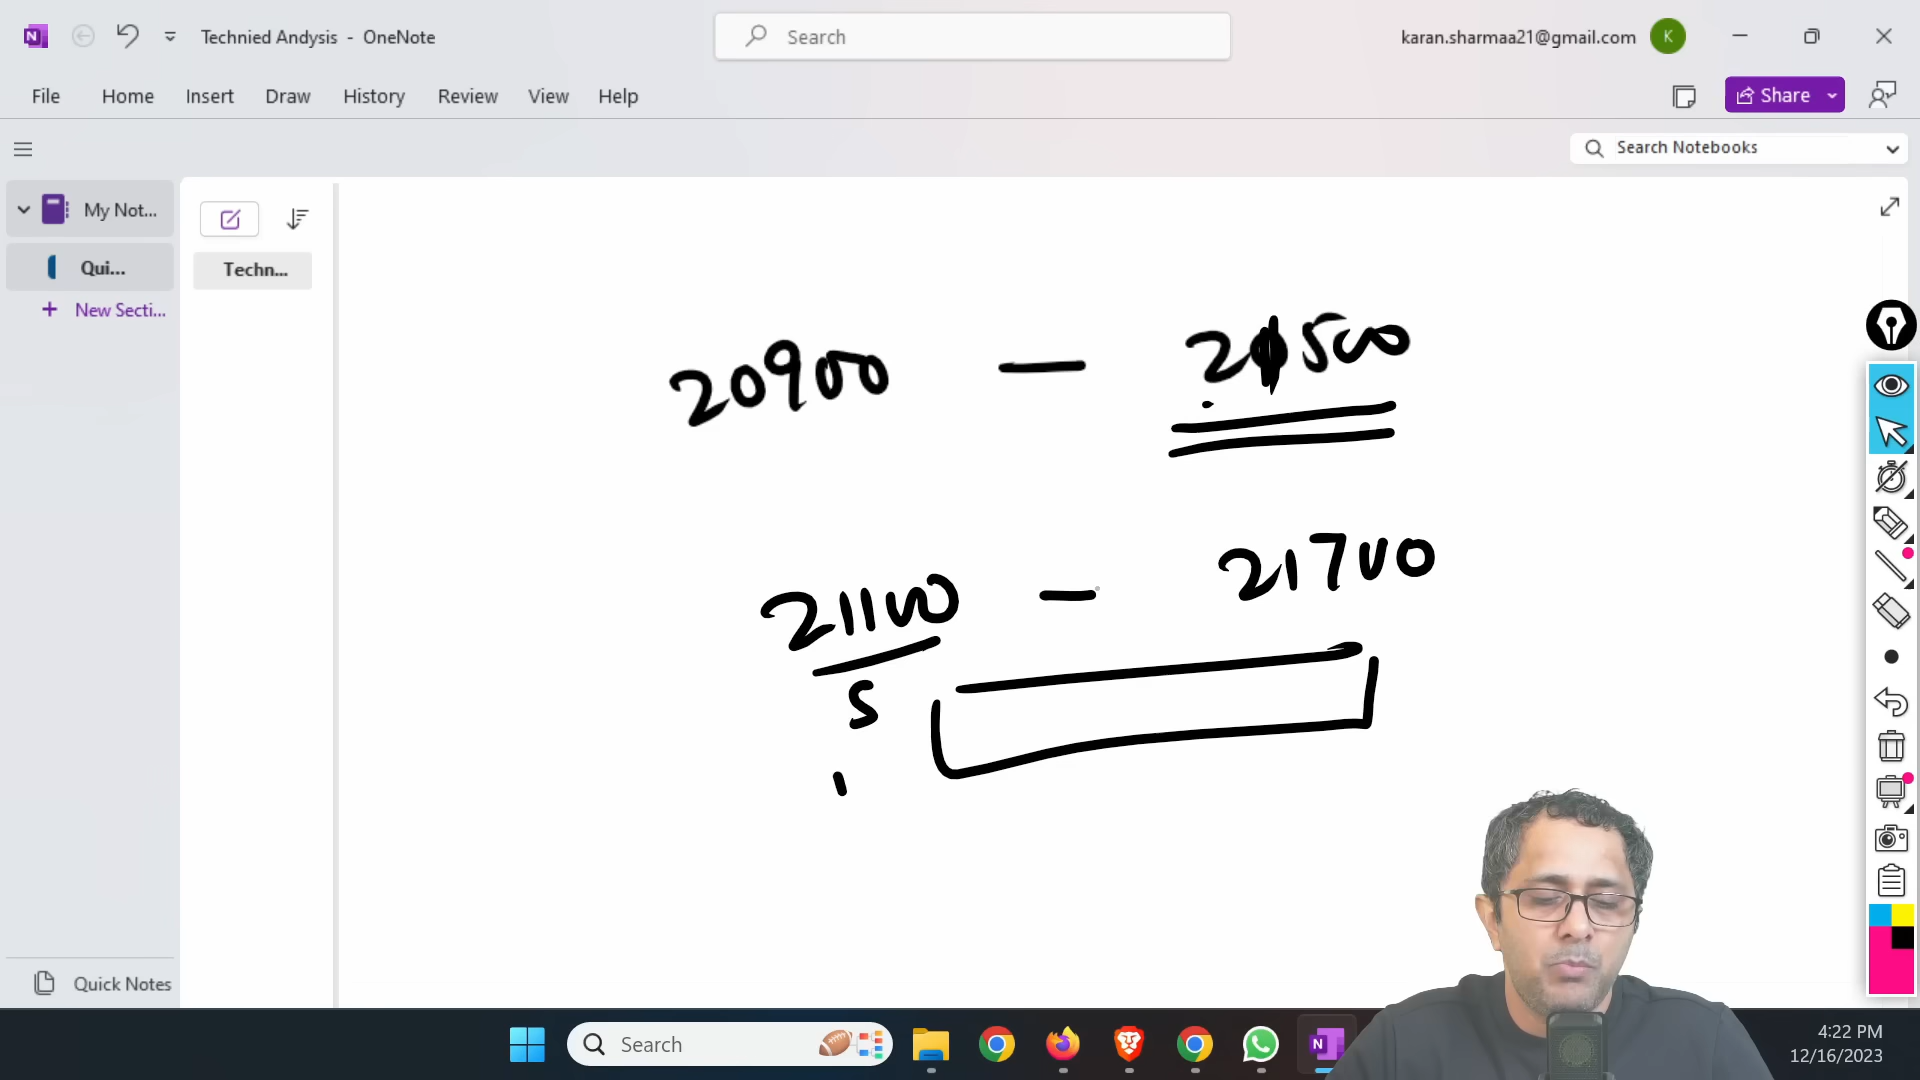 Technied Andysis - OneNote
Search
karan.sharmaa21@gmail.com
K
File Home Insert Draw History Review View Help
Share
Search Notebooks
My Not...
Qui...
Techn...
+ New Secti...
20900 — 21500
21100 — 21700
S
Quick Notes
Search
4:22 PM
12/16/2023